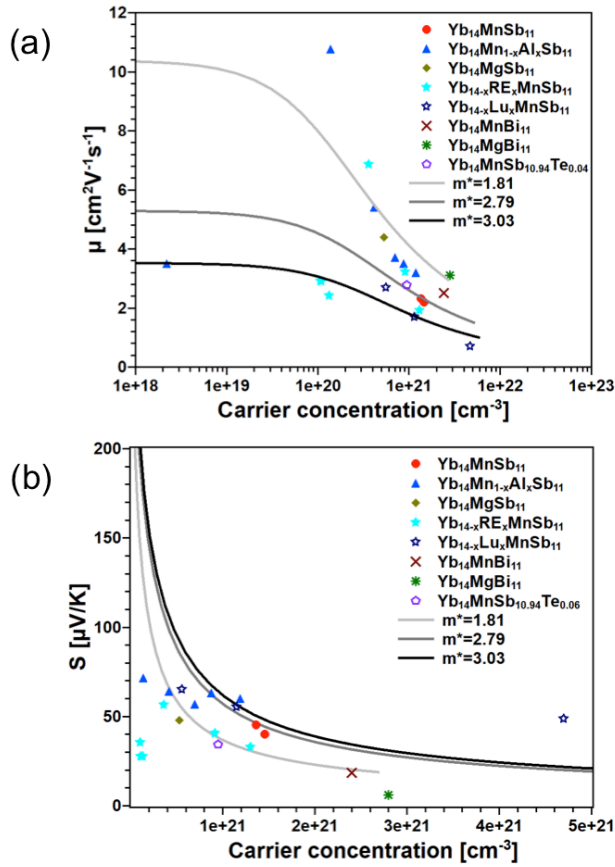 (a)
12
10
8
6
4
2
0
μ [cm²V⁻¹s⁻¹]
Yb₁₄MnSb₁₁
Yb₁₄Mn₁₋ₓAlₓSb₁₁
Yb₁₄MgSb₁₁
Yb₁₄₋ₓREₓMnSb₁₁
Yb₁₄₋ₓLuₓMnSb₁₁
Yb₁₄MnBi₁₁
Yb₁₄MgBi₁₁
Yb₁₄MnSb₁₀.₉₄Te₀.₀₄
m*=1.81
m*=2.79
m*=3.03
1E+18 1E+19 1E+20 1E+21 1E+22 1E+23
Carrier concentration [cm⁻³]
(b)
200
150
100
50
0
S [μV/K]
Yb₁₄MnSb₁₁
Yb₁₄Mn₁₋ₓAlₓSb₁₁
Yb₁₄MgSb₁₁
Yb₁₄₋ₓREₓMnSb₁₁
Yb₁₄₋ₓLuₓMnSb₁₁
Yb₁₄MnBi₁₁
Yb₁₄MgBi₁₁
Yb₁₄MnSb₁₀.₉₄Te₀.₀₆
m*=1.81
m*=2.79
m*=3.03
1E+21 2E+21 3E+21 4E+21 5E+21
Carrier concentration [cm⁻³]